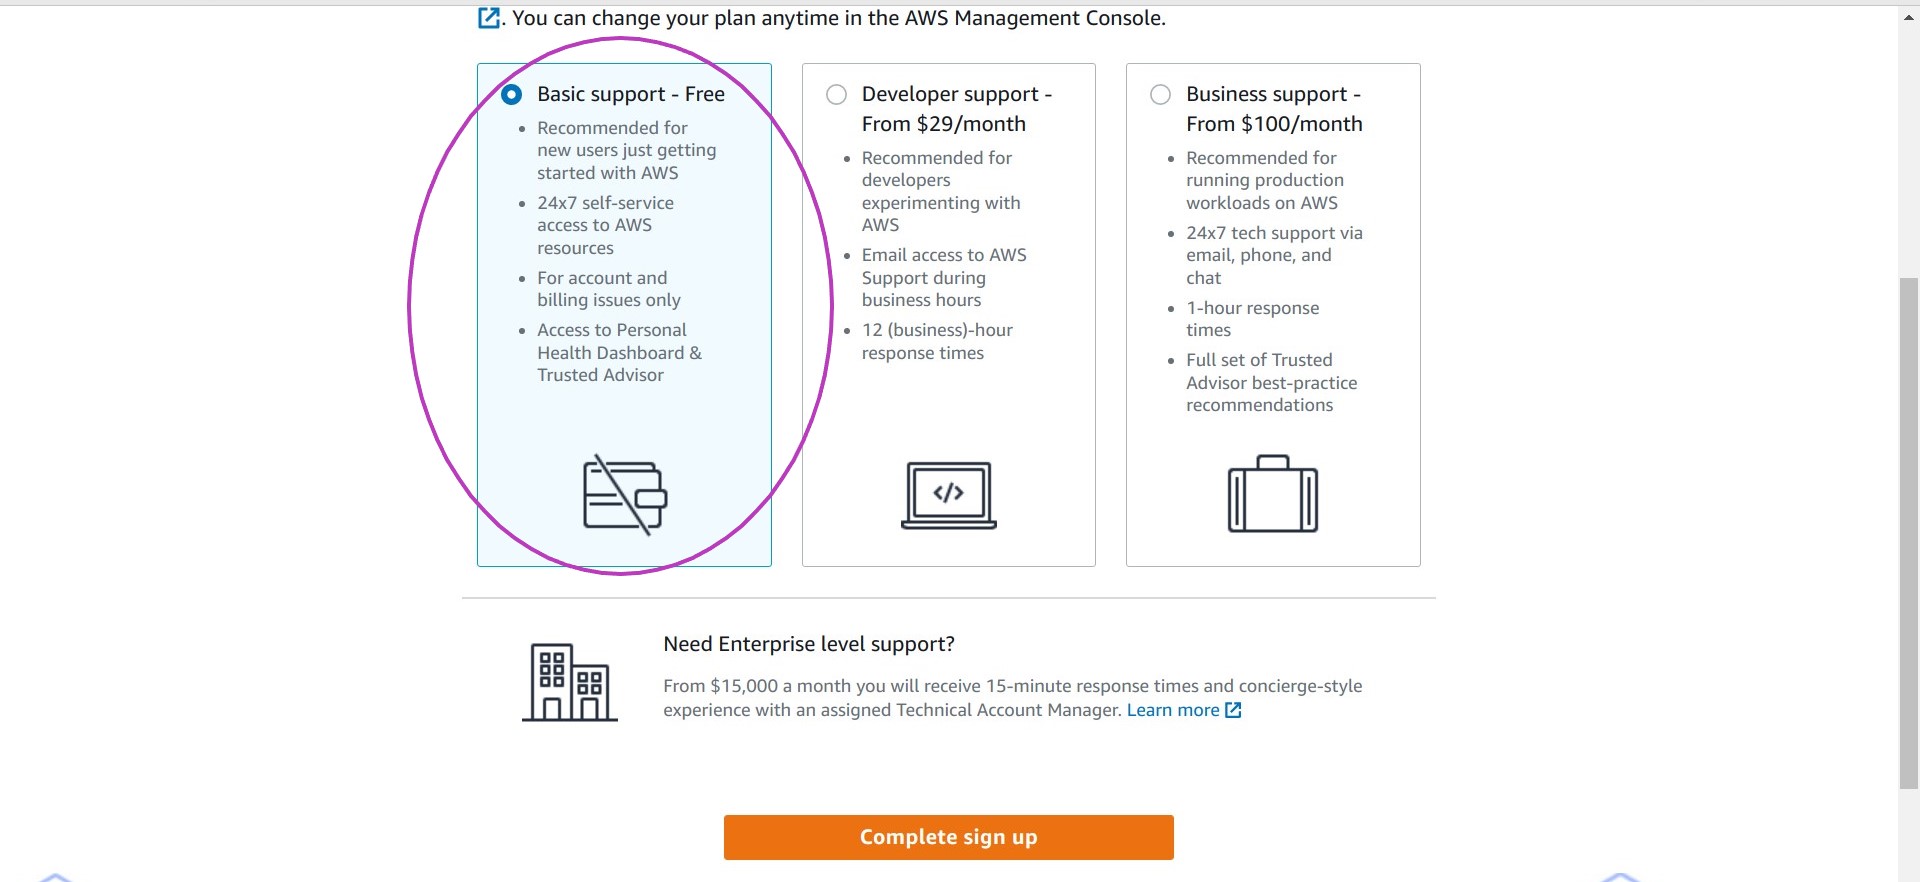 . You can change your plan anytime in the AWS Management Console.
Basic support - Free
• Recommended for
new users just getting
started with AWS
• 24x7 self-service
access to AWS
resources
• For account and
billing issues only
• Access to Personal
Health Dashboard &
Trusted Advisor
Developer support -
From $29/month
• Recommended for
developers
experimenting with
AWS
• Email access to AWS
Support during
business hours
• 12 (business)-hour
response times
</>
Business support -
From $100/month
• Recommended for
running production
workloads on AWS
• 24x7 tech support via
email, phone, and
chat
• 1-hour response
times
• Full set of Trusted
Advisor best-practice
recommendations
Need Enterprise level support?
From $15,000 a month you will receive 15-minute response times and concierge-style
experience with an assigned Technical Account Manager. Learn more
Complete sign up